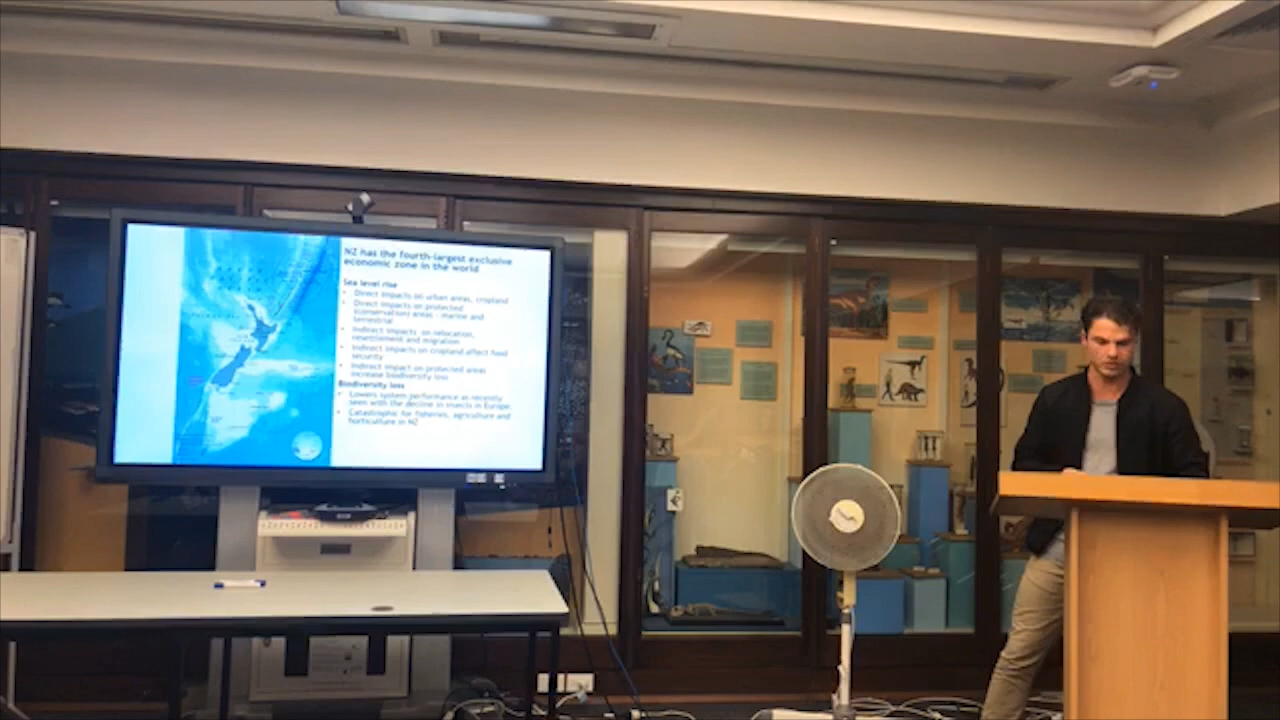 NZ has the fourth-largest exclusive
economic zone in the world
Sea level rise
• Direct impacts on urban areas, cropland
• Direct impacts on protected
(conservation) areas - marine and
terrestrial
• Indirect impacts on relocation,
resettlement and migration
• Indirect impacts on cropland affect food
security
• Indirect impact on protected areas
increase biodiversity loss
Biodiversity loss
• Lowers system performance as recently
seen with the decline in insects in Europe.
• Catastrophic for fisheries, agriculture and
horticulture in NZ